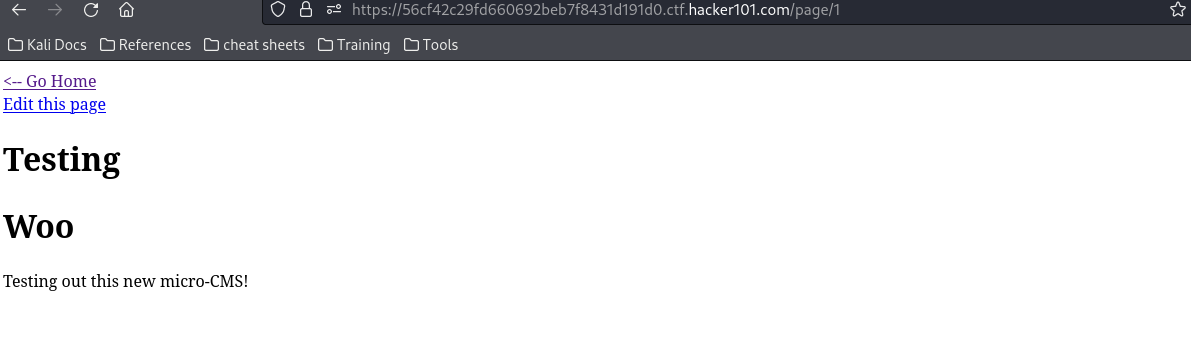 https://56cf42c29fd660692beb7f8431d191d0.ctf.hacker101.com/page/1
Kali Docs References cheat sheets Training Tools
<-- Go Home
Edit this page
Testing
Woo
Testing out this new micro-CMS!